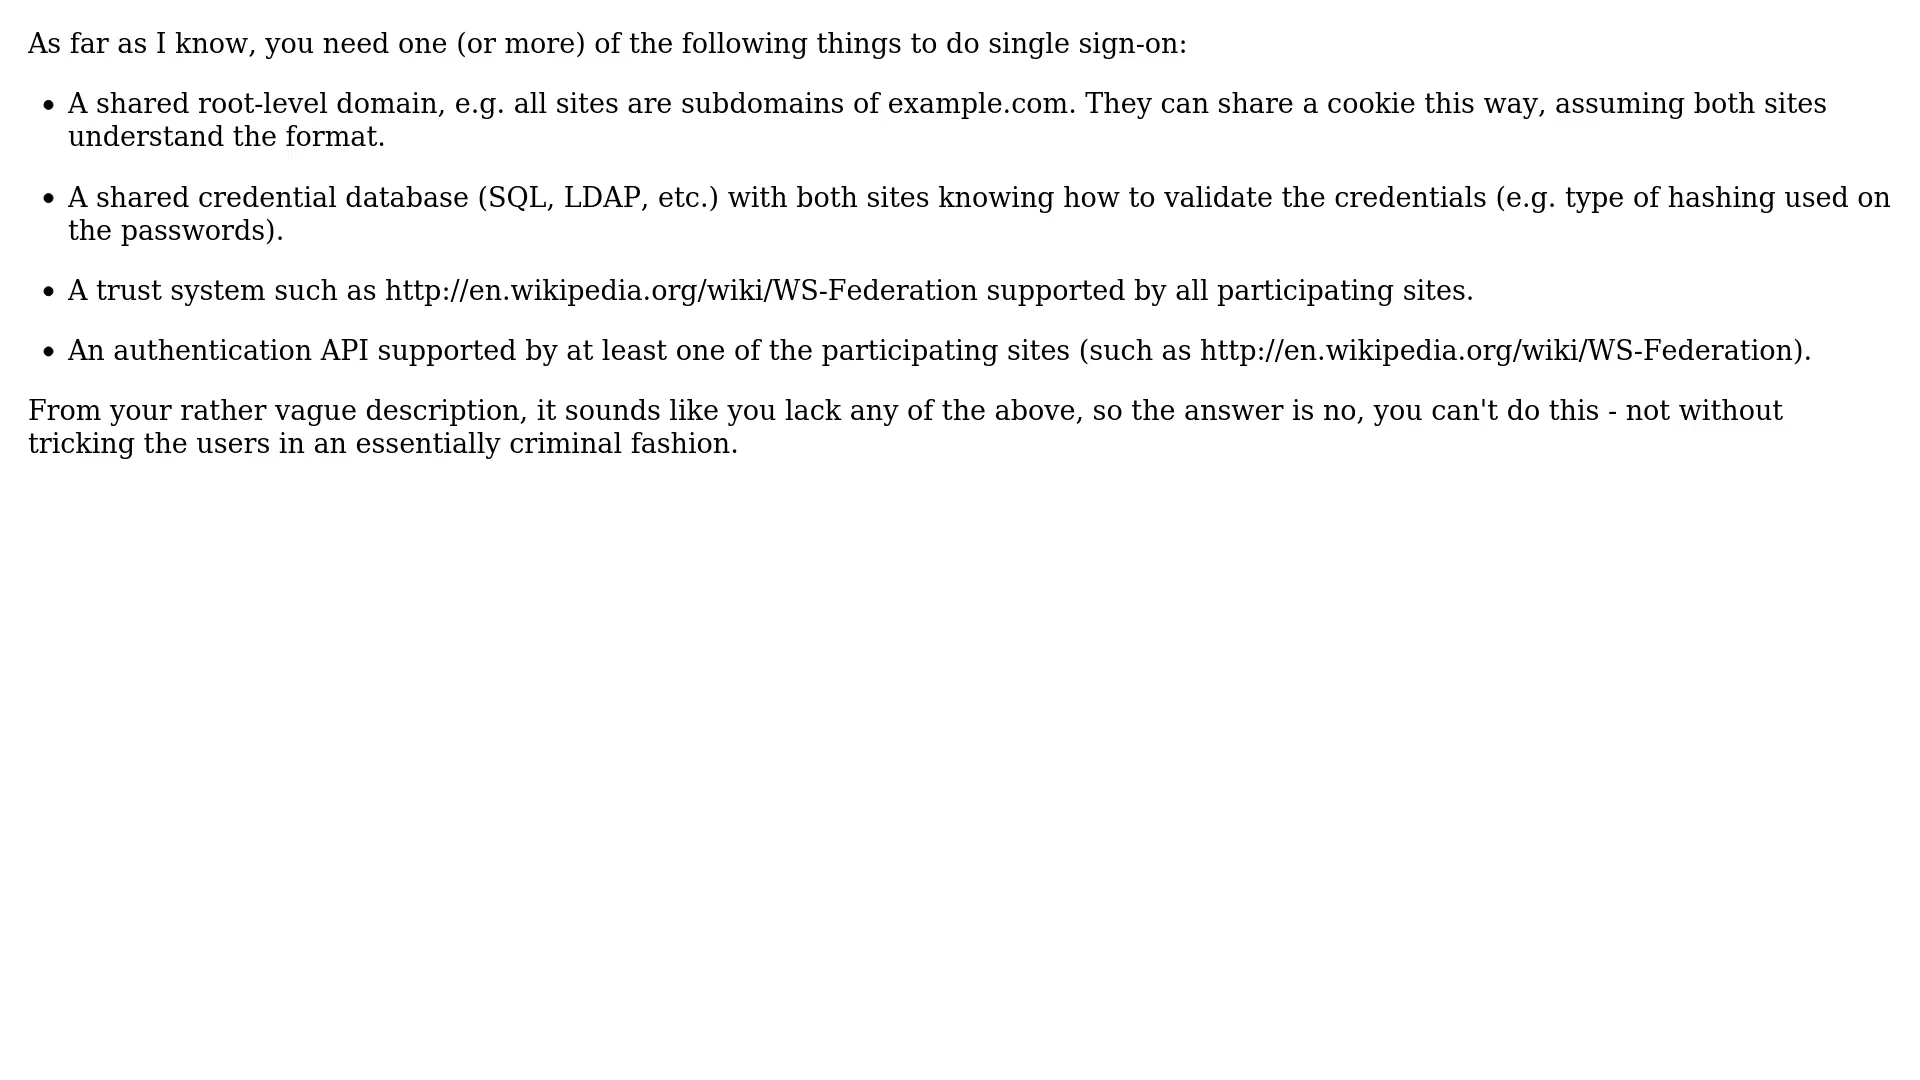 As far as I know, you need one (or more) of the following things to do single sign-on:
• A shared root-level domain, e.g. all sites are subdomains of example.com. They can share a cookie this way, assuming both sites
understand the format.
• A shared credential database (SQL, LDAP, etc.) with both sites knowing how to validate the credentials (e.g. type of hashing used on
the passwords).
• A trust system such as http://en.wikipedia.org/wiki/WS-Federation supported by all participating sites.
• An authentication API supported by at least one of the participating sites (such as http://en.wikipedia.org/wiki/WS-Federation).
From your rather vague description, it sounds like you lack any of the above, so the answer is no, you can't do this - not without
tricking the users in an essentially criminal fashion.